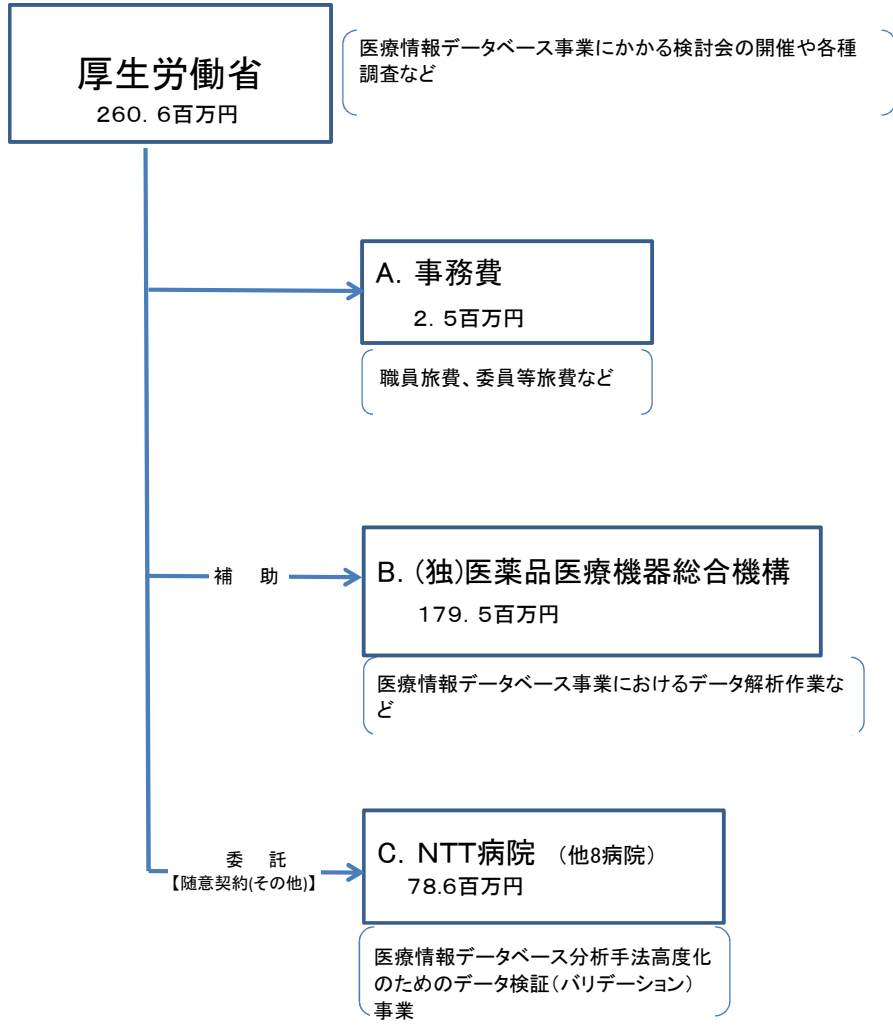 厚生労働省
260．6百万円
医療情報データベース事業にかかる検討会の開催や各種
調査など
A．事務費
2．5百万円
職員旅費、委員等旅費など
補　助
B．(独)医薬品医療機器総合機構
179．5百万円
医療情報データベース事業におけるデータ解析作業な
ど
委　託
【随意契約(その他)】
C．NTT病院　（他8病院）
78.6百万円
医療情報データベース分析手法高度化
のためのデータ検証（バリデーション）
事業